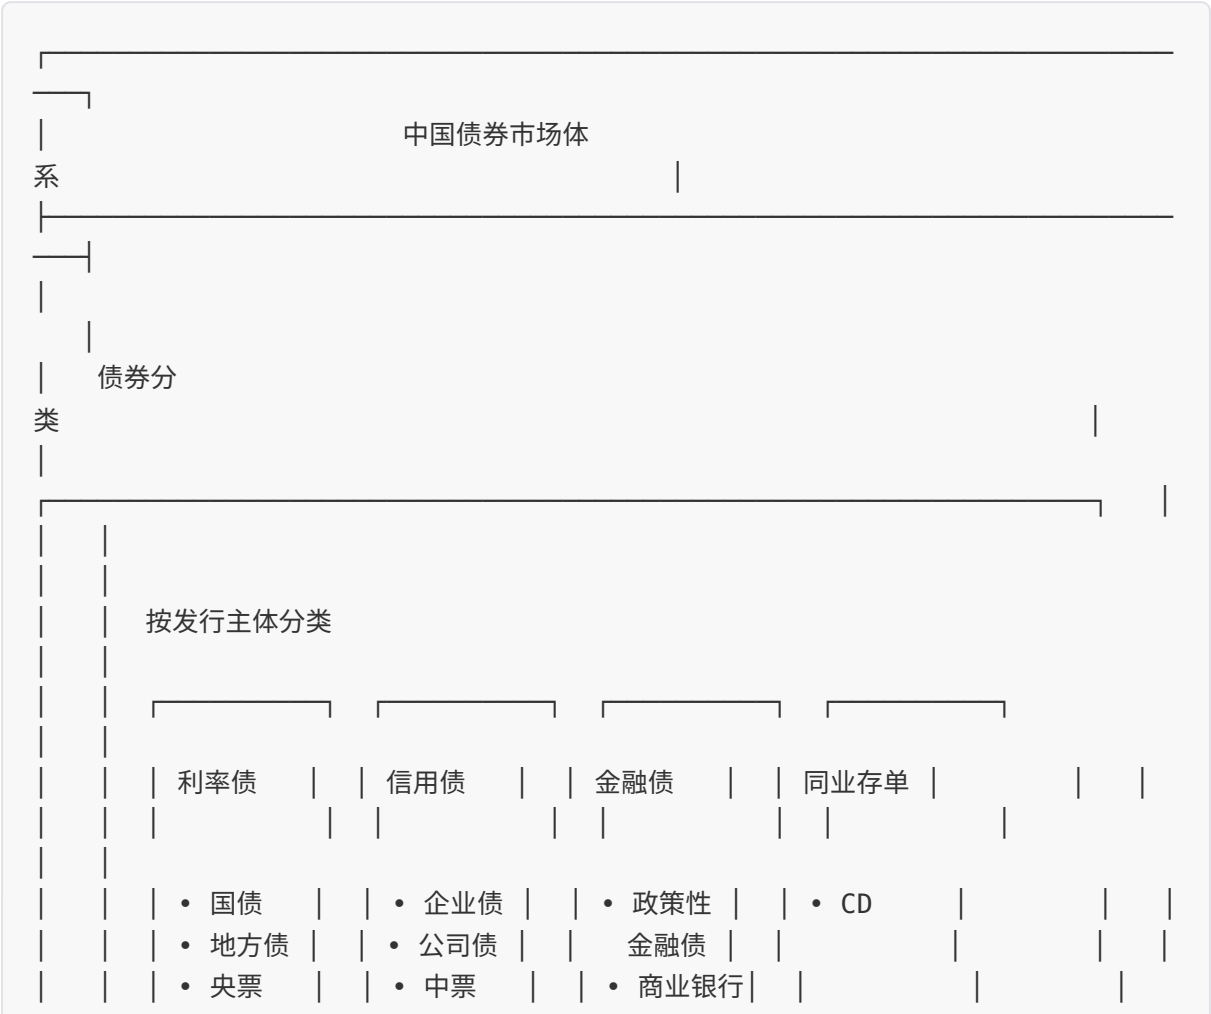 中国债券市场体
系
债券分
类
按发行主体分类
利率债 信用债 金融债 同业存单
• 国债 • 企业债 • 政策性 • CD
• 地方债 • 公司债 金融债
• 央票 • 中票 • 商业银行